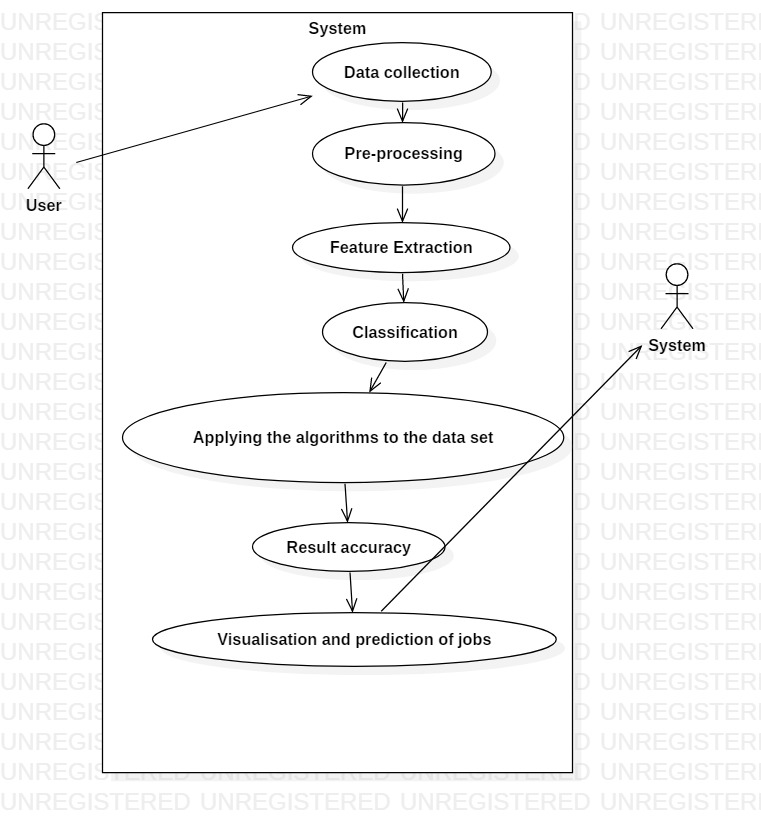 System
Data collection
Pre-processing
User
Feature Extraction
Classification
System
Applying the algorithms to the data set
Result accuracy
Visualisation and prediction of jobs
UNREGISTERED UNREGISTERED UNREGISTERED UNREGISTERED